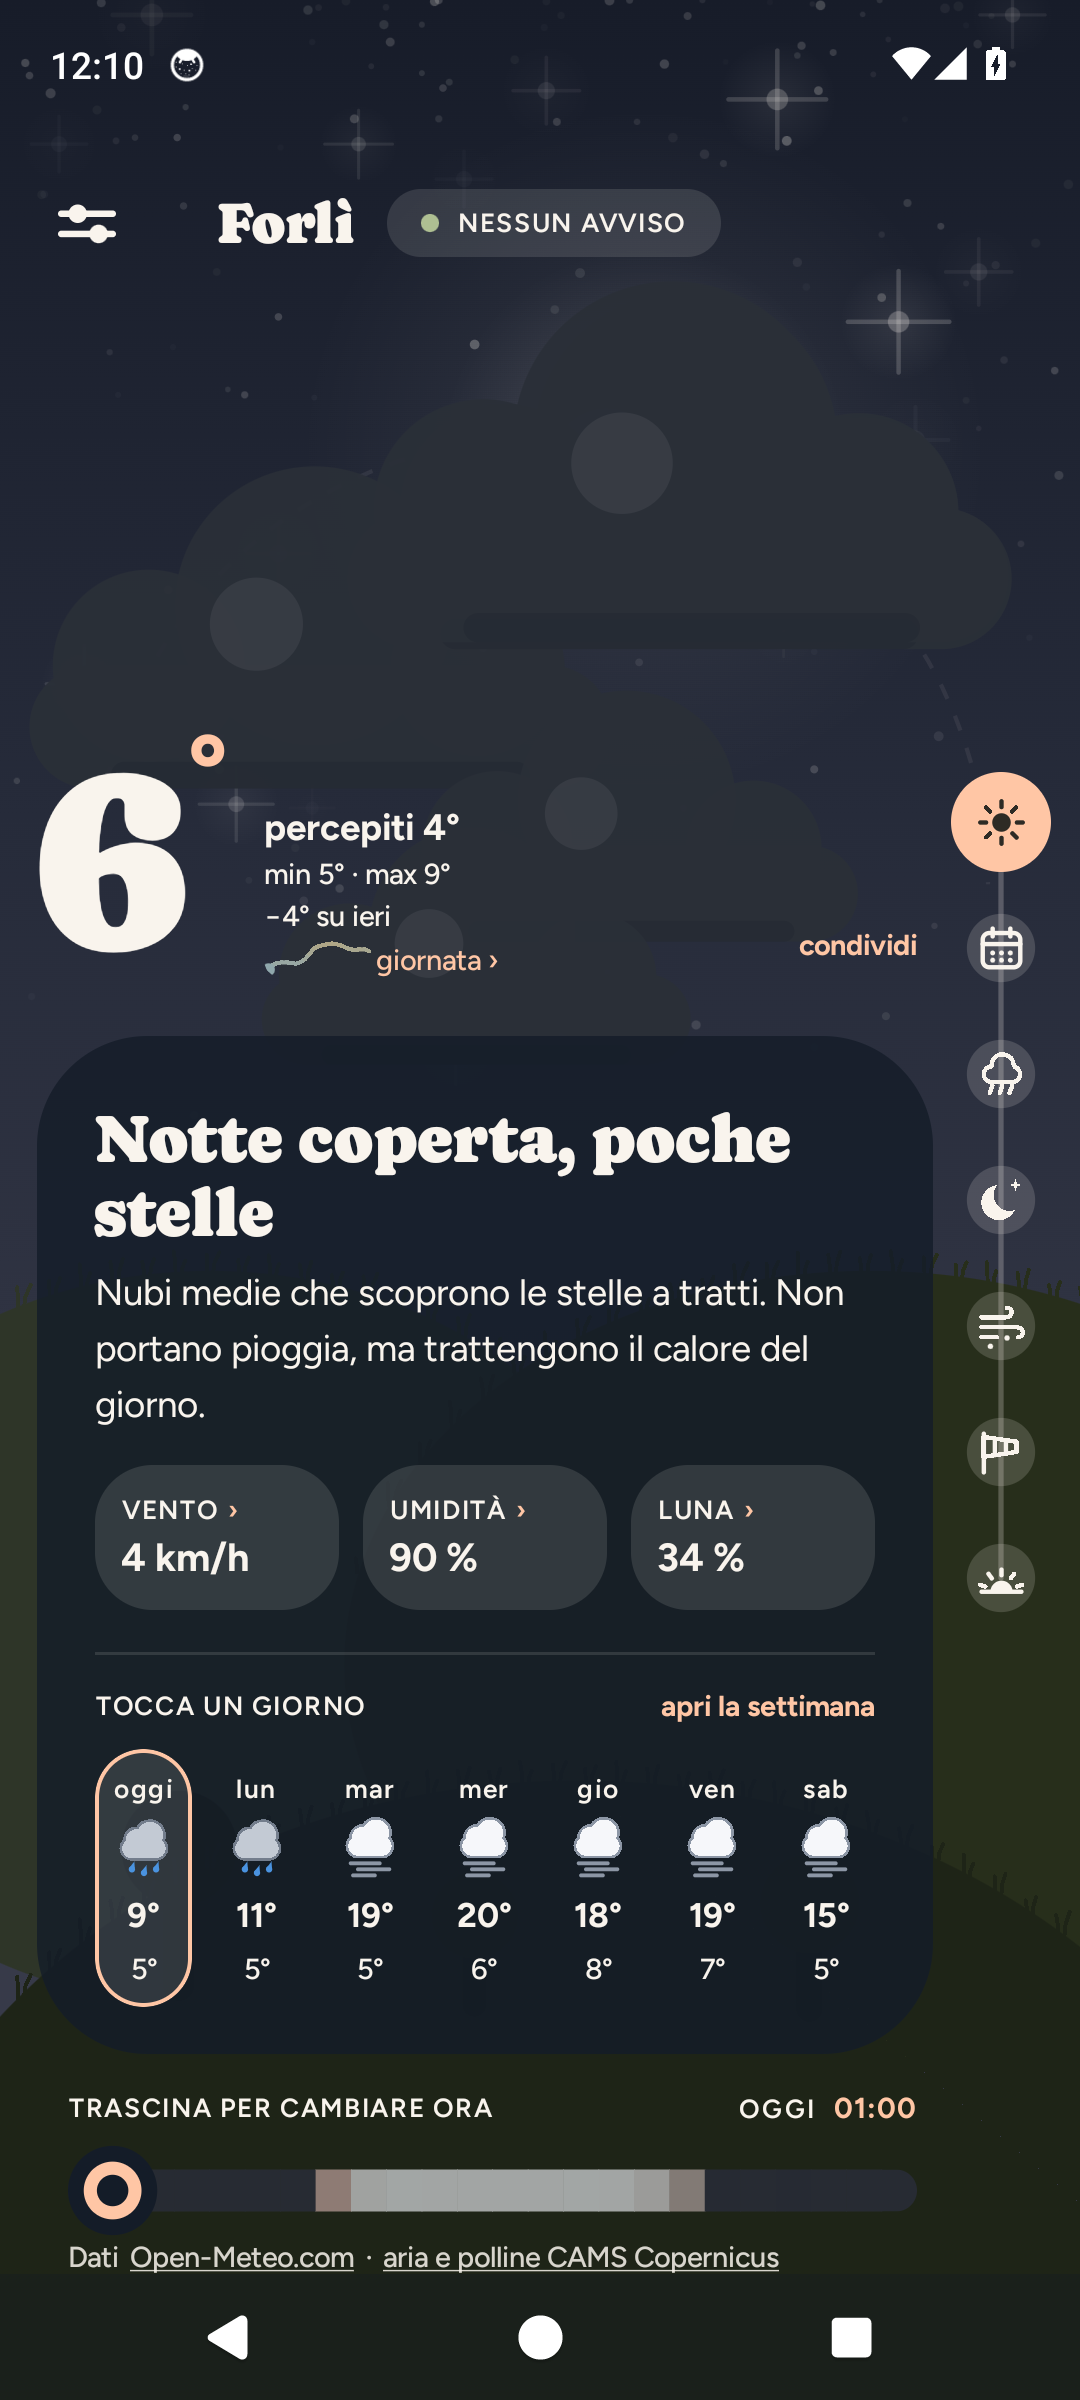 12:10
Forlì
NESSUN AVVISO
6°
percepiti 4°
min 5° · max 9°
−4° su ieri
giornata ›
condividi
Notte coperta, poche
stelle
Nubi medie che scoprono le stelle a tratti. Non
portano pioggia, ma trattengono il calore del
giorno.
VENTO › UMIDITÀ › LUNA ›
4 km/h 90 % 34 %
TOCCA UN GIORNO apri la settimana
oggi lun mar mer gio ven sab
9° 11° 19° 20° 18° 19° 15°
5° 5° 5° 6° 8° 7° 5°
TRASCINA PER CAMBIARE ORA OGGI 01:00
Dati Open-Meteo.com · aria e polline CAMS Copernicus